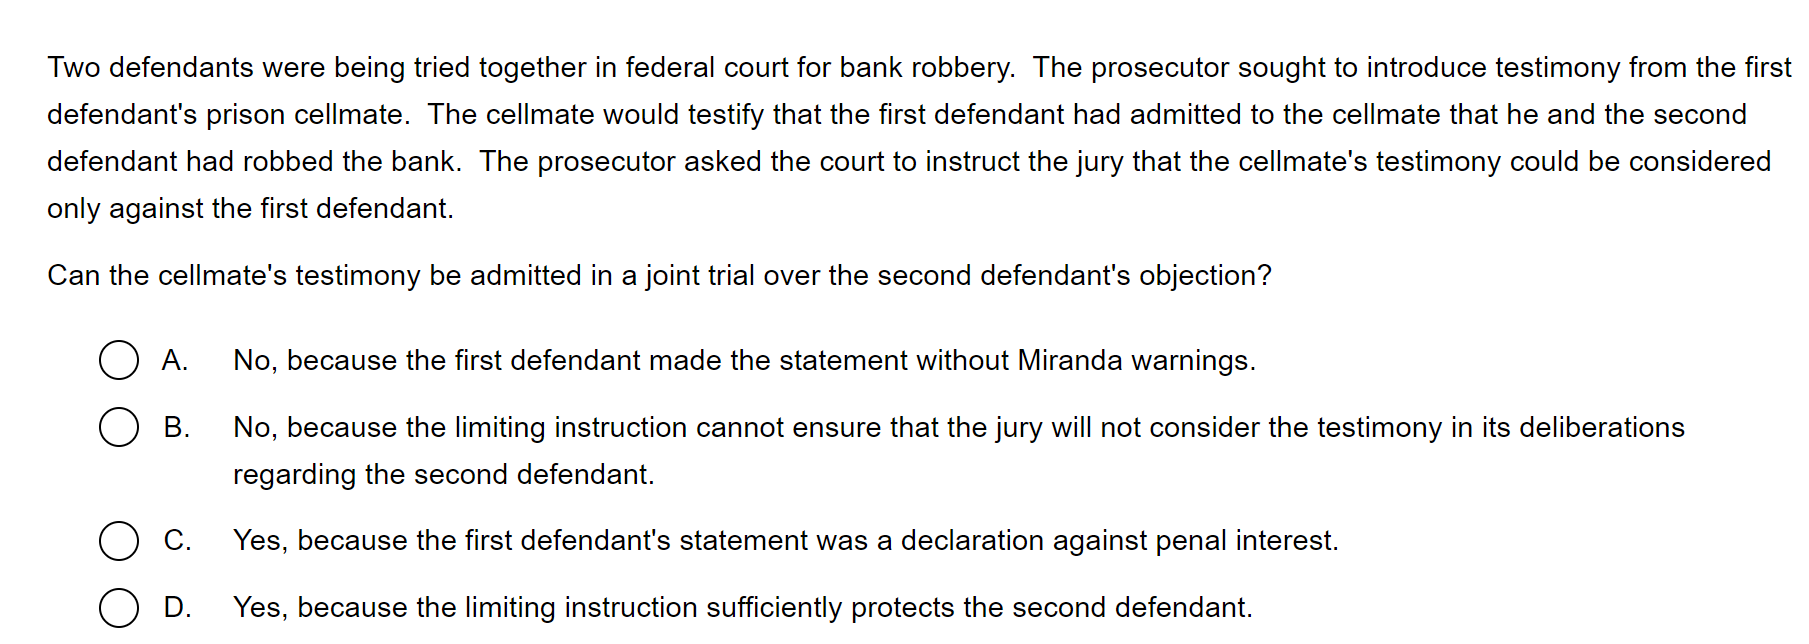 Two defendants were being tried together in federal court for bank robbery.  The prosecutor sought to introduce testimony from the first
defendant's prison cellmate.  The cellmate would testify that the first defendant had admitted to the cellmate that he and the second
defendant had robbed the bank.  The prosecutor asked the court to instruct the jury that the cellmate's testimony could be considered
only against the first defendant.
Can the cellmate's testimony be admitted in a joint trial over the second defendant's objection?
A. No, because the first defendant made the statement without Miranda warnings.
B. No, because the limiting instruction cannot ensure that the jury will not consider the testimony in its deliberations
regarding the second defendant.
C. Yes, because the first defendant's statement was a declaration against penal interest.
D. Yes, because the limiting instruction sufficiently protects the second defendant.